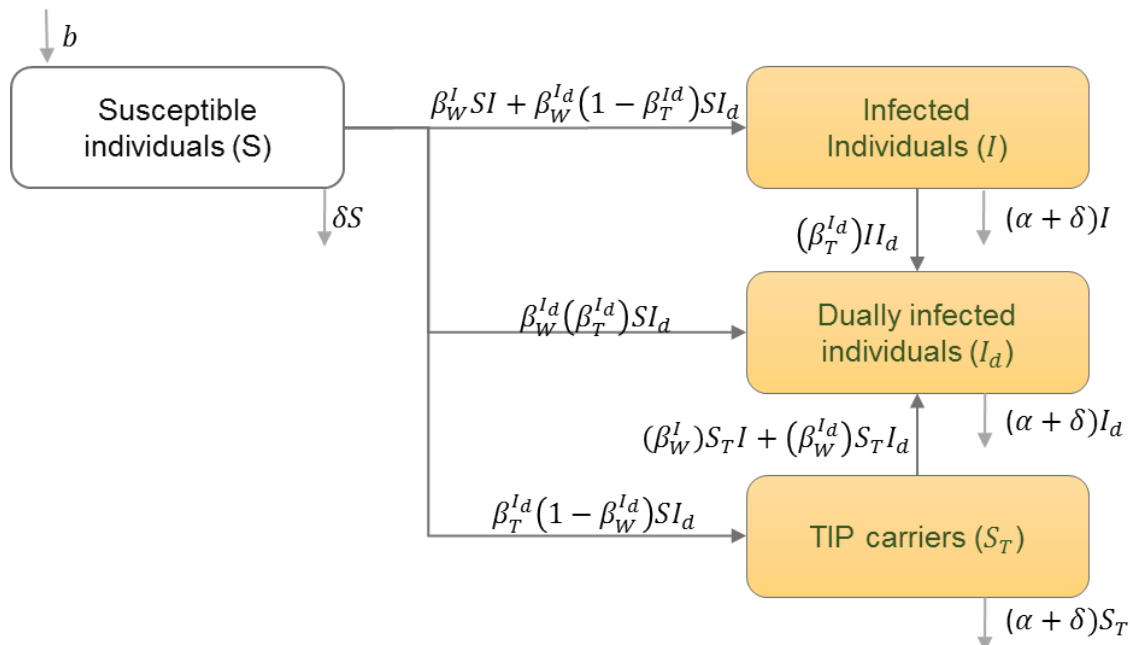 b
Susceptible
individuals (S)
δS
β_W^I SI + β_W^{I_d}(1 − β_T^{Id})SI_d
Infected
Individuals (I)
(α + δ)I
(β_T^{I_d})II_d
β_W^{I_d}(β_T^{I_d})SI_d
Dually infected
individuals (I_d)
(α + δ)I_d
(β_W^I)S_T I + (β_W^{I_d})S_T I_d
β_T^{I_d}(1 − β_W^{I_d})SI_d
TIP carriers (S_T)
(α + δ)S_T